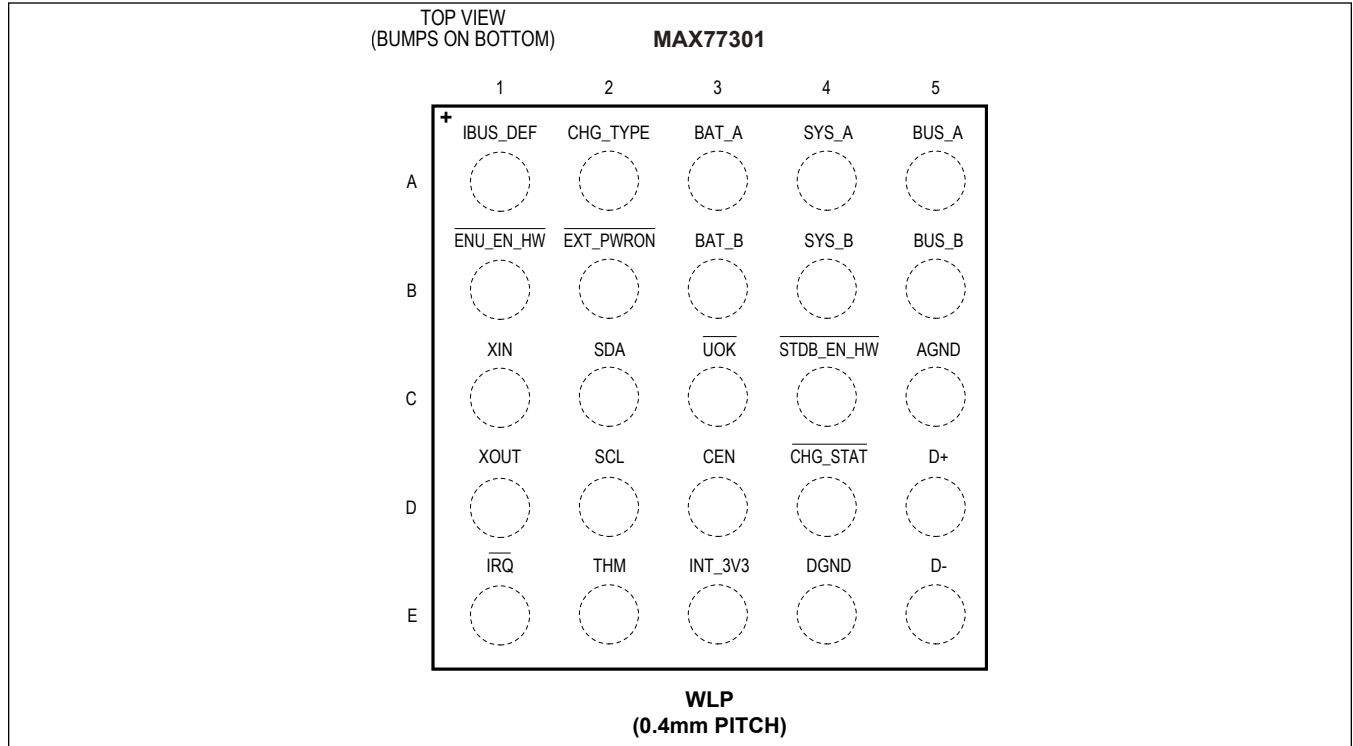 TOP VIEW
(BUMPS ON BOTTOM)
MAX77301
1 2 3 4 5
+
IBUS_DEF CHG_TYPE BAT_A SYS_A BUS_A
A
ENU_EN_HW EXT_PWRON BAT_B SYS_B BUS_B
B
XIN SDA UOK STDB_EN_HW AGND
C
XOUT SCL CEN CHG_STAT D+
D
IRQ THM INT_3V3 DGND D-
E
WLP
(0.4mm PITCH)